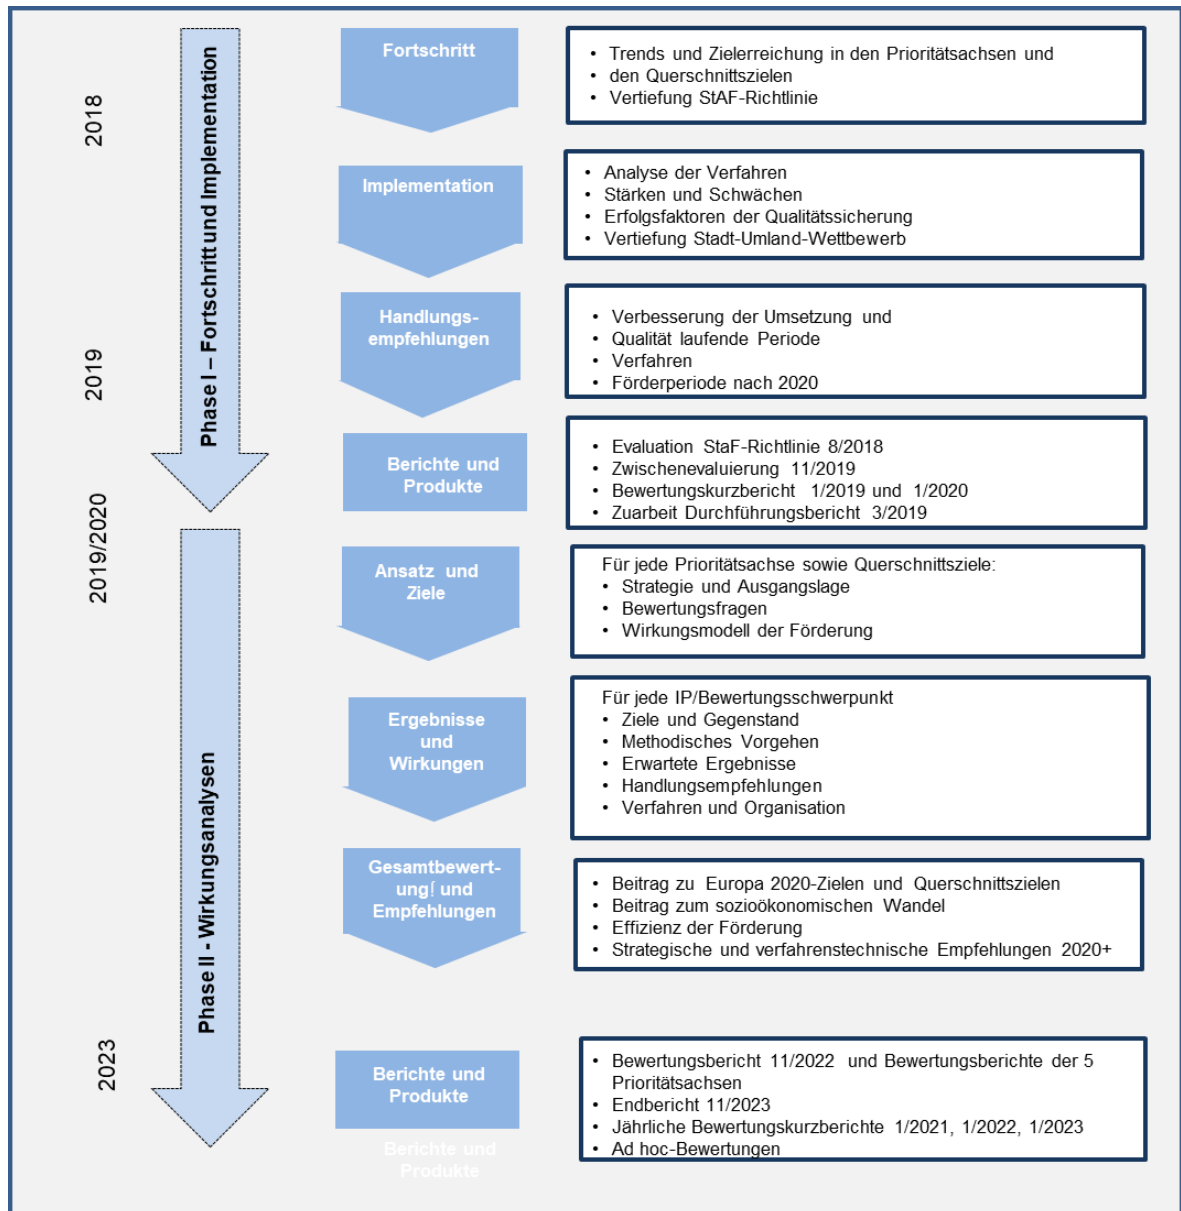 Phase I – Fortschritt und Implementation
2018
2019
2019/2020
Fortschritt
• Trends und Zielerreichung in den Prioritätsachsen und
• den Querschnittszielen
• Vertiefung StAF-Richtlinie
Implementation
• Analyse der Verfahren
• Stärken und Schwächen
• Erfolgsfaktoren der Qualitätssicherung
• Vertiefung Stadt-Umland-Wettbewerb
Handlungs-
empfehlungen
• Verbesserung der Umsetzung und
• Qualität laufende Periode
• Verfahren
• Förderperiode nach 2020
Berichte und
Produkte
• Evaluation StaF-Richtlinie 8/2018
• Zwischenevaluierung 11/2019
• Bewertungskurzbericht 1/2019 und 1/2020
• Zuarbeit Durchführungsbericht 3/2019
Phase II - Wirkungsanalysen
2023
Ansatz und
Ziele
Für jede Prioritätsachse sowie Querschnittsziele:
• Strategie und Ausgangslage
• Bewertungsfragen
• Wirkungsmodell der Förderung
Ergebnisse
und
Wirkungen
Für jede IP/Bewertungsschwerpunkt
• Ziele und Gegenstand
• Methodisches Vorgehen
• Erwartete Ergebnisse
• Handlungsempfehlungen
• Verfahren und Organisation
Gesamtbewert-
ung und
Empfehlungen
• Beitrag zu Europa 2020-Zielen und Querschnittszielen
• Beitrag zum sozioökonomischen Wandel
• Effizienz der Förderung
• Strategische und verfahrenstechnische Empfehlungen 2020+
Berichte und
Produkte
• Bewertungsbericht 11/2022 und Bewertungsberichte der 5
Prioritätsachsen
• Endbericht 11/2023
• Jährliche Bewertungskurzberichte 1/2021, 1/2022, 1/2023
• Ad hoc-Bewertungen
Berichte und
Produkte